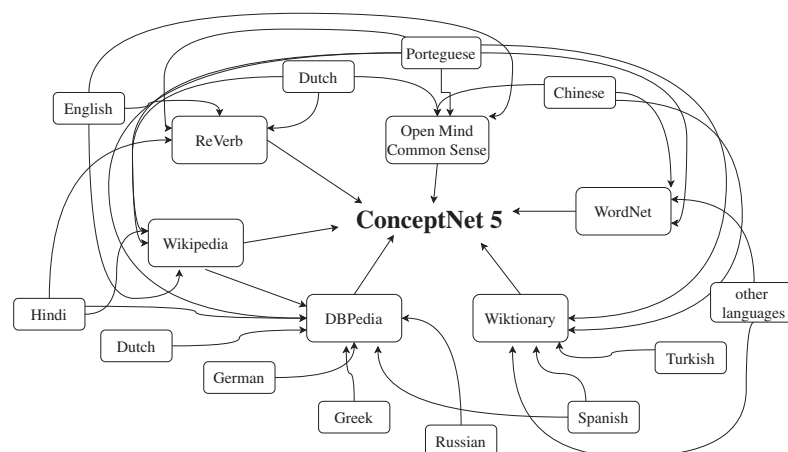 Porteguese
Dutch
Chinese
English
ReVerb
Open Mind
Common Sense
ConceptNet 5
WordNet
Wikipedia
Hindi
DBPedia
Wiktionary
other
languages
Dutch
Turkish
German
Greek
Spanish
Russian